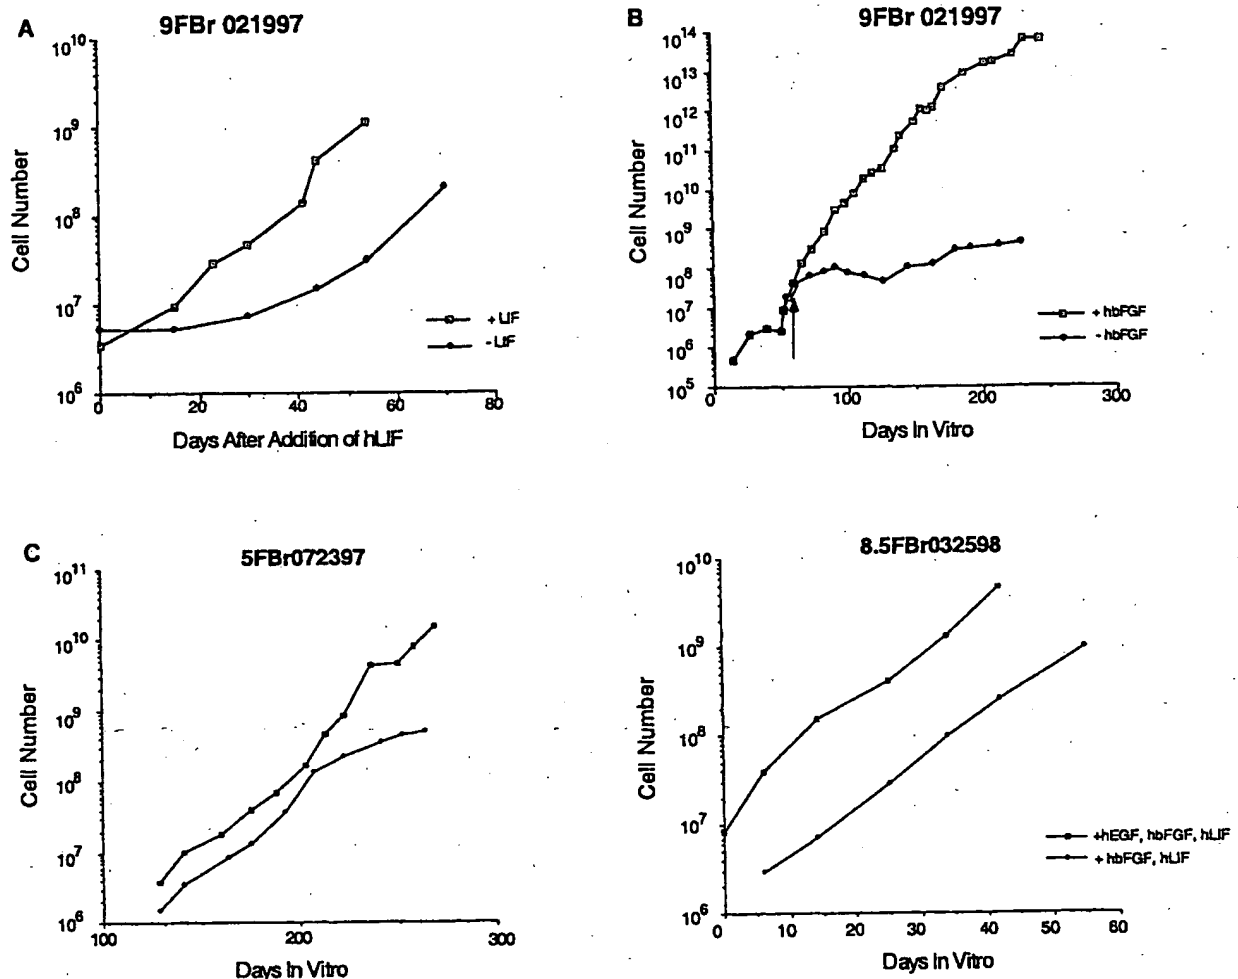 A
9FBr 021997
10^10
10^9
10^8
10^7
10^6
Cell Number
+ LIF
- LIF
0 20 40 60 80
Days After Addition of hLIF
B
9FBr 021997
10^14
10^13
10^12
10^11
10^10
10^9
10^8
10^7
10^6
10^5
Cell Number
+ hbFGF
- hbFGF
0 100 200 300
Days In Vitro
C
5FBr072397
10^11
10^10
10^9
10^8
10^7
10^6
Cell Number
100 200 300
Days In Vitro
8.5FBr032598
10^10
10^9
10^8
10^7
10^6
Cell Number
+hEGF, hbFGF, hLIF
+ hbFGF, hLIF
0 10 20 30 40 50 60
Days In Vitro